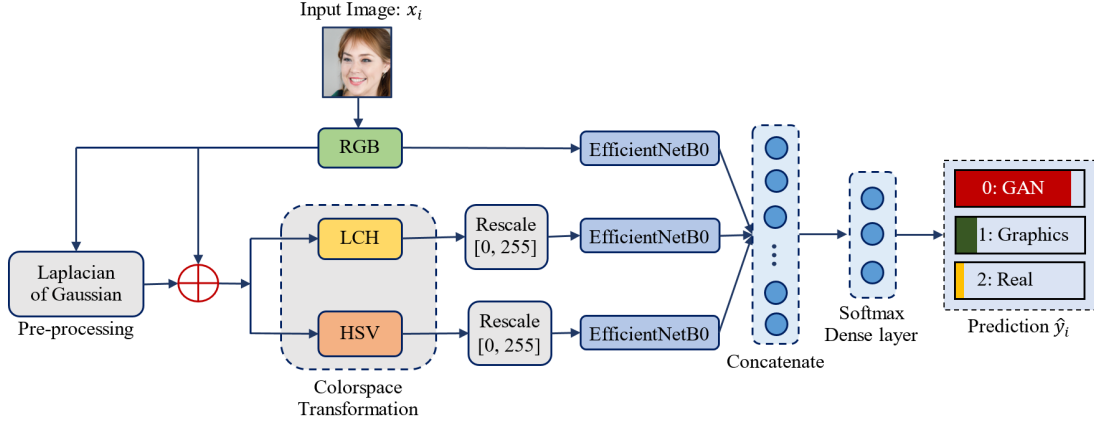 Input Image: xᵢ
RGB
EfficientNetB0
LCH
Rescale
[0, 255]
EfficientNetB0
Laplacian
of Gaussian
Pre-processing
HSV
Rescale
[0, 255]
EfficientNetB0
Colorspace
Transformation
Concatenate
Softmax
Dense layer
0: GAN
1: Graphics
2: Real
Prediction ŷᵢ